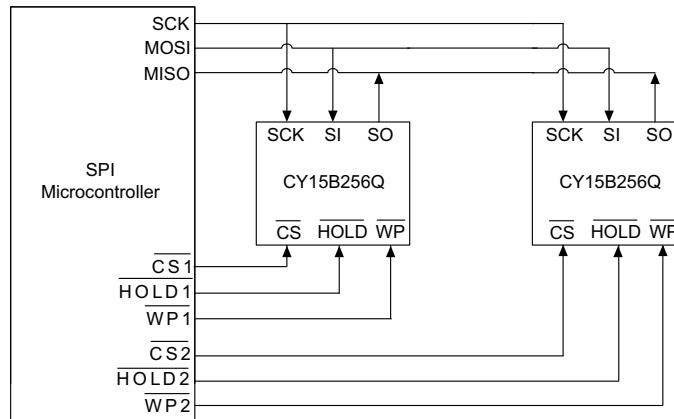 SCK
MOSI
MISO
SPI
Microcontroller
CS1
HOLD1
WP1
CS2
HOLD2
WP2
SCK SI SO
CY15B256Q
CS HOLD WP
SCK SI SO
CY15B256Q
CS HOLD WP